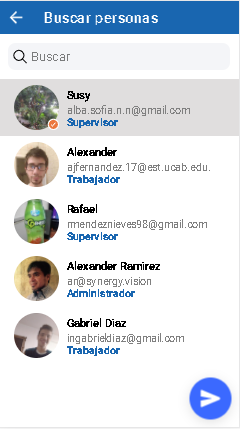 Buscar personas
Buscar
Susy
alba.sofia.n.n@gmail.com
Supervisor
Alexander
ajfernandez.17@est.ucab.edu.
Trabajador
Rafael
rmendeznieves98@gmail.com
Supervisor
Alexander Ramirez
ar@synergy.vision
Administrador
Gabriel Diaz
ingabrieldiaz@gmail.com
Trabajador